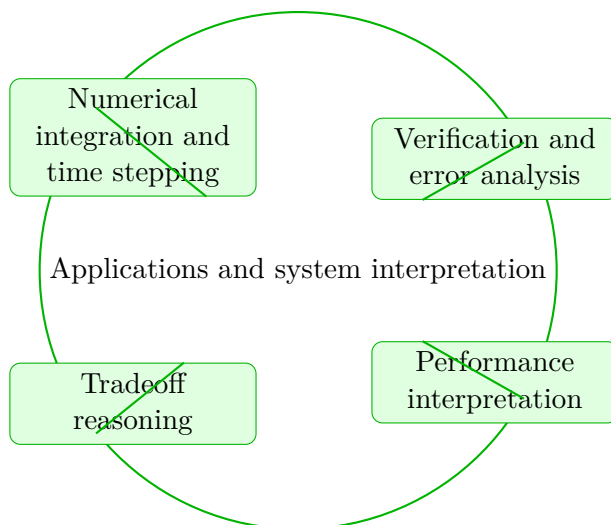 Numerical
integration and
time stepping
Verification and
error analysis
Applications and system interpretation
Tradeoff
reasoning
Performance
interpretation